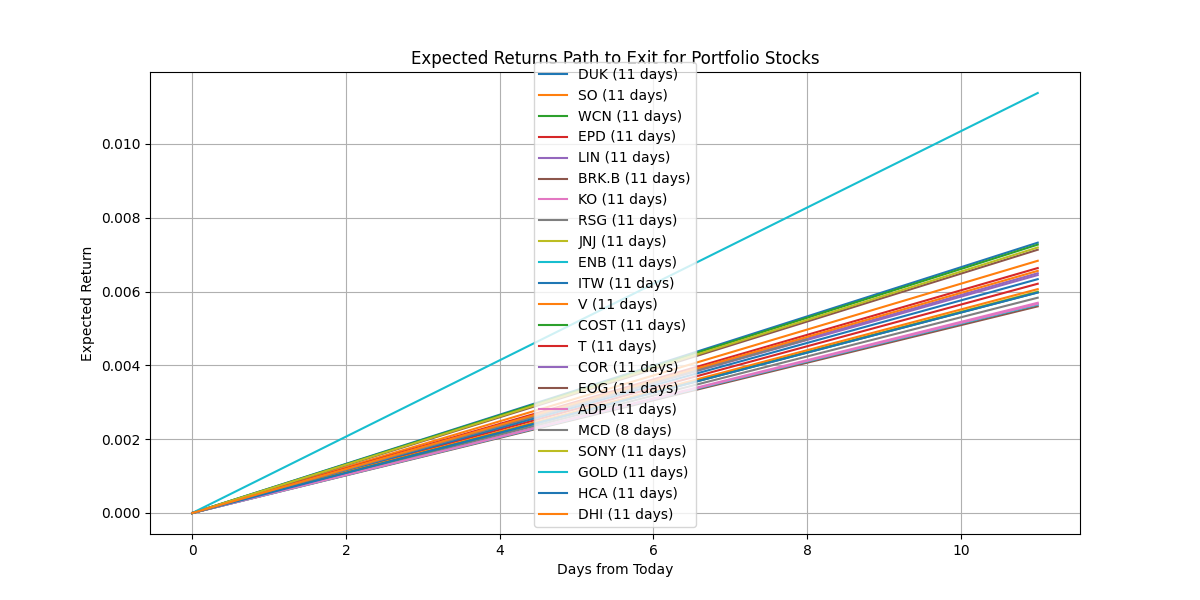 Expected Returns Path to Exit for Portfolio Stocks
DUK (11 days)
SO (11 days)
WCN (11 days)
EPD (11 days)
LIN (11 days)
BRK.B (11 days)
KO (11 days)
RSG (11 days)
JNJ (11 days)
ENB (11 days)
ITW (11 days)
V (11 days)
COST (11 days)
T (11 days)
COR (11 days)
EOG (11 days)
ADP (11 days)
MCD (8 days)
SONY (11 days)
GOLD (11 days)
HCA (11 days)
DHI (11 days)
Expected Return
0.010
0.008
0.006
0.004
0.002
0.000
0 2 4 6 8 10
Days from Today